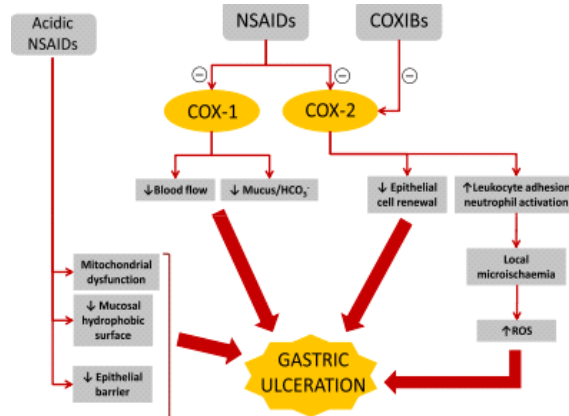 Acidic
NSAIDs
NSAIDs
COXIBs
⊖
⊖
⊖
COX-1
COX-2
↓Blood flow
↓ Mucus/HCO₃⁻
↓ Epithelial
cell renewal
↑Leukocyte adhesion
neutrophil activation
Mitochondrial
dysfunction
Local
microischaemia
↓ Mucosal
hydrophobic
surface
↑ROS
GASTRIC
ULCERATION
↓ Epithelial
barrier